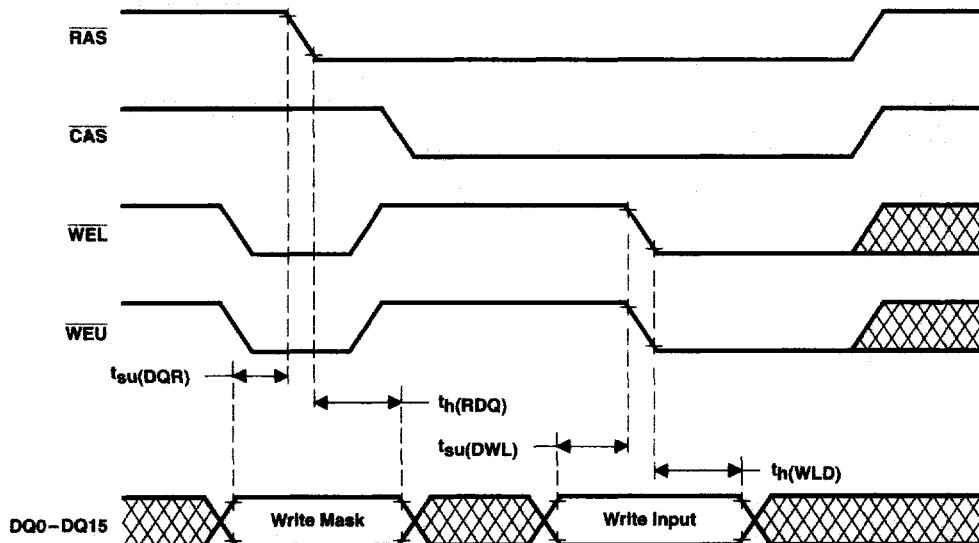 RAS
CAS
WEL
WEU
tsu(DQR)
th(RDQ)
tsu(DWL)
th(WLD)
DQ0–DQ15
Write Mask
Write Input